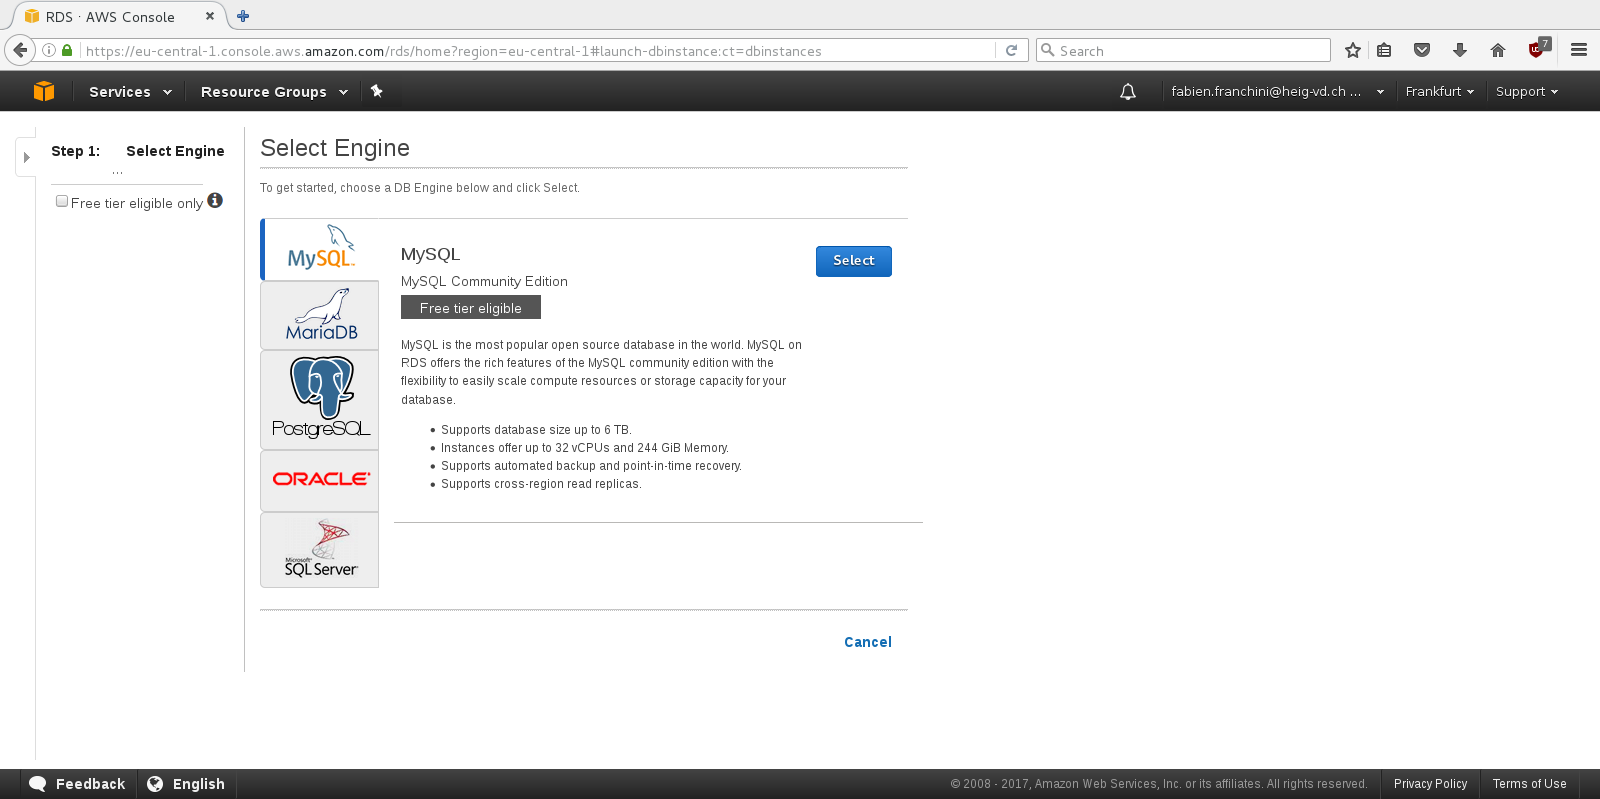 RDS · AWS Console
https://eu-central-1.console.aws.amazon.com/rds/home?region=eu-central-1#launch-dbinstance:ct=dbinstances
Search
7
Services
Resource Groups
fabien.franchini@heig-vd.ch ...
Frankfurt
Support
Step 1: Select Engine
...
Free tier eligible only
Select Engine
To get started, choose a DB Engine below and click Select.
MySQL™
MariaDB
PostgreSQL
ORACLE®
Microsoft®
SQL Server®
MySQL
Select
MySQL Community Edition
Free tier eligible
MySQL is the most popular open source database in the world. MySQL on
RDS offers the rich features of the MySQL community edition with the
flexibility to easily scale compute resources or storage capacity for your
database.
• Supports database size up to 6 TB.
• Instances offer up to 32 vCPUs and 244 GiB Memory.
• Supports automated backup and point-in-time recovery.
• Supports cross-region read replicas.
Cancel
Feedback
English
© 2008 - 2017, Amazon Web Services, Inc. or its affiliates. All rights reserved.
Privacy Policy
Terms of Use